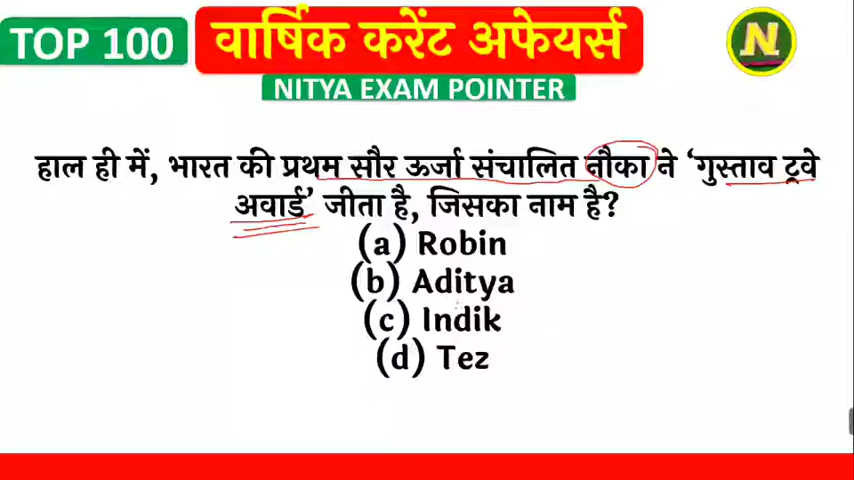 TOP 100
वार्षिक करेंट अफेयर्स
N
NITYA EXAM POINTER
हाल ही में, भारत की प्रथम सौर ऊर्जा संचालित नौका ने ‘गुस्ताव ट्रवे
अवार्ड’ जीता है, जिसका नाम है?
(a) Robin
(b) Aditya
(c) Indik
(d) Tez